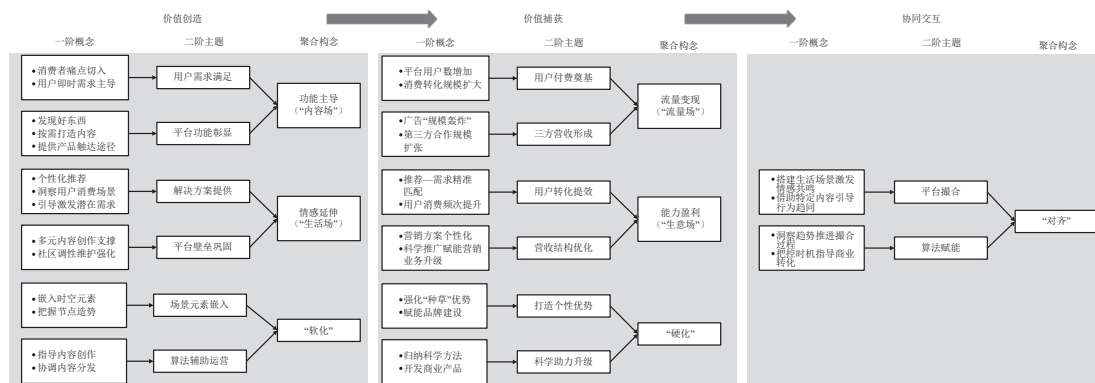 价值创造
价值捕获
协同交互
一阶概念
二阶主题
聚合构念
•消费者痛点切入
•用户即时需求主导
用户需求满足
•发现好东西
•按需打造内容
•提供产品触达途径
平台功能彰显
功能主导
(“内容场”)
•个性化推荐
•洞察用户消费场景
•引导激发潜在需求
解决方案提供
•多元内容创作支撑
•社区调性维护强化
平台壁垒巩固
情感延伸
(“生活场”)
•嵌入时空元素
•把握节点造势
场景元素嵌入
•指导内容创作
•协调内容分发
算法辅助运营
“软化”
一阶概念
二阶主题
聚合构念
•平台用户数增加
•消费转化规模扩大
用户付费奠基
•广告“规模轰炸”
•第三方合作规模
扩张
三方营收形成
流量变现
(“流量场”)
•推荐—需求精准
匹配
•用户消费频次提升
用户转化提效
•营销方案个性化
•科学推广赋能营销
业务升级
营收结构优化
能力盈利
(“生意场”)
•强化“种草”优势
•赋能品牌建设
打造个性优势
•归纳科学方法
•开发商业产品
科学助力升级
“硬化”
一阶概念
二阶主题
聚合构念
•搭建生活场景激发
情感共鸣
•借助特定内容引导
行为趋同
平台撮合
•洞察趋势推进撮合
过程
•把控时机指导商业
转化
算法赋能
“对齐”